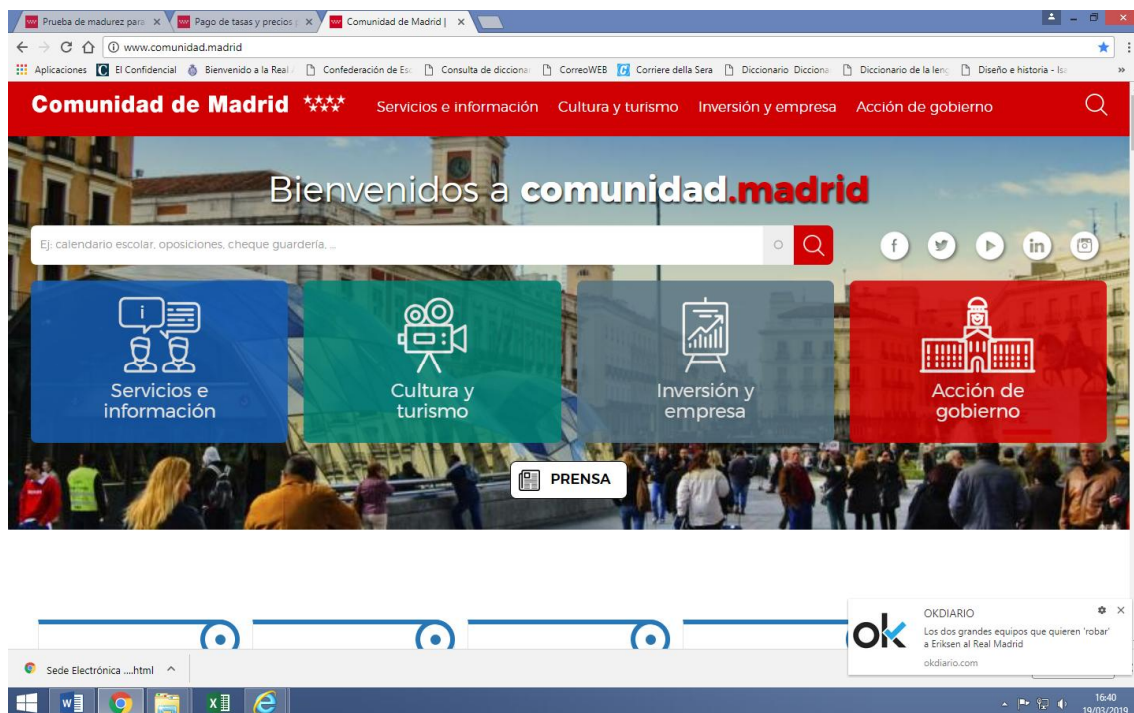 Prueba de madurez para
Pago de tasas y precios
Comunidad de Madrid |
www.comunidad.madrid
Aplicaciones
El Confidencial
Bienvenido a la Real
Confederación de Esc
Consulta de dicciona
CorreoWEB
Corriere della Sera
Diccionario Dicciona
Diccionario de la leng
Diseño e historia - Isa
»
Comunidad de Madrid
Servicios e información
Cultura y turismo
Inversión y empresa
Acción de gobierno
Bienvenidos a comunidad.madrid
Ej: calendario escolar, oposiciones, cheque guardería, ...
Servicios e
información
Cultura y
turismo
Inversión y
empresa
Acción de
gobierno
PRENSA
OKDIARIO
ok
Los dos grandes equipos que quieren 'robar'
a Eriksen al Real Madrid
okdiario.com
Sede Electrónica ....html
16:40
19/03/2019